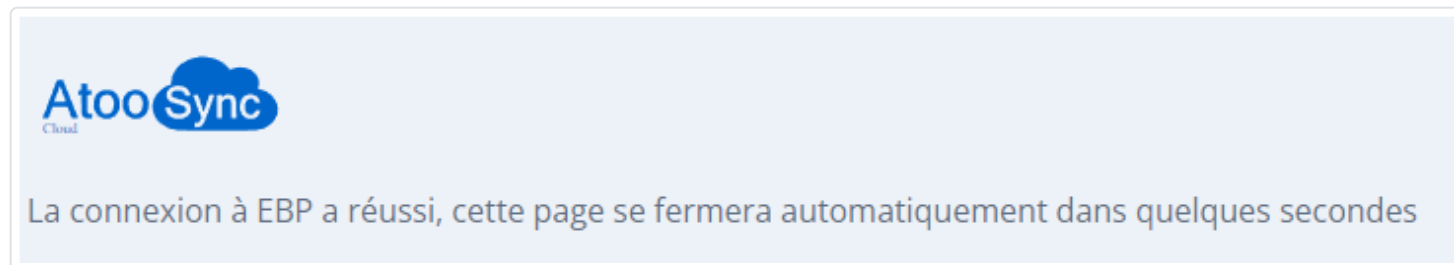 Atoo Sync
Cloud
La connexion à EBP a réussi, cette page se fermera automatiquement dans quelques secondes